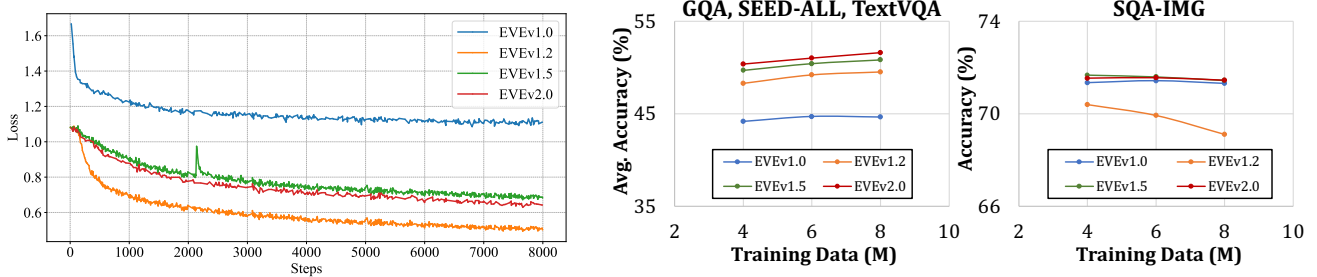 Loss
1.6
1.4
1.2
1.0
0.8
0.6
EVEv1.0
EVEv1.2
EVEv1.5
EVEv2.0
0 1000 2000 3000 4000 5000 6000 7000 8000
Steps
GQA, SEED-ALL, TextVQA
Avg. Accuracy (%)
55
45
35
EVEv1.0 EVEv1.2
EVEv1.5 EVEv2.0
2 4 6 8 10
Training Data (M)
SQA-IMG
Accuracy (%)
74
70
66
EVEv1.0 EVEv1.2
EVEv1.5 EVEv2.0
2 4 6 8 10
Training Data (M)